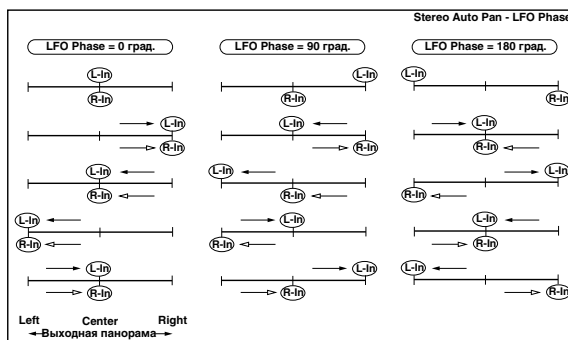 Stereo Auto Pan - LFO Phase
LFO Phase = 0 град. LFO Phase = 90 град. LFO Phase = 180 град.
L-In L-In L-In
R-In R-In R-In
L-In L-In L-In
R-In R-In R-In
L-In L-In L-In
R-In R-In R-In
L-In L-In L-In
R-In R-In R-In
L-In L-In L-In
R-In R-In R-In
Left Center Right
Выходная панорама